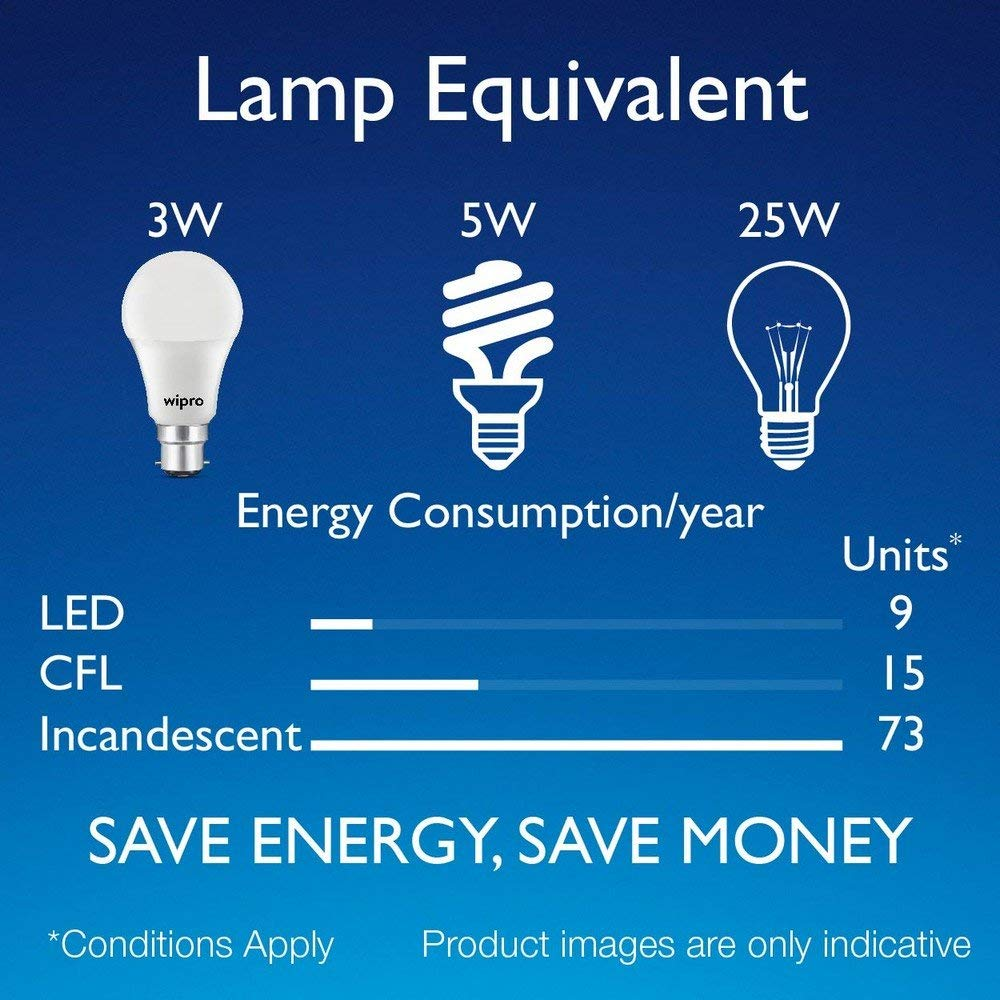 Lamp Equivalent
3W 5W 25W
wipro
Energy Consumption/year
Units*
LED 9
CFL 15
Incandescent 73
SAVE ENERGY, SAVE MONEY
*Conditions Apply Product images are only indicative